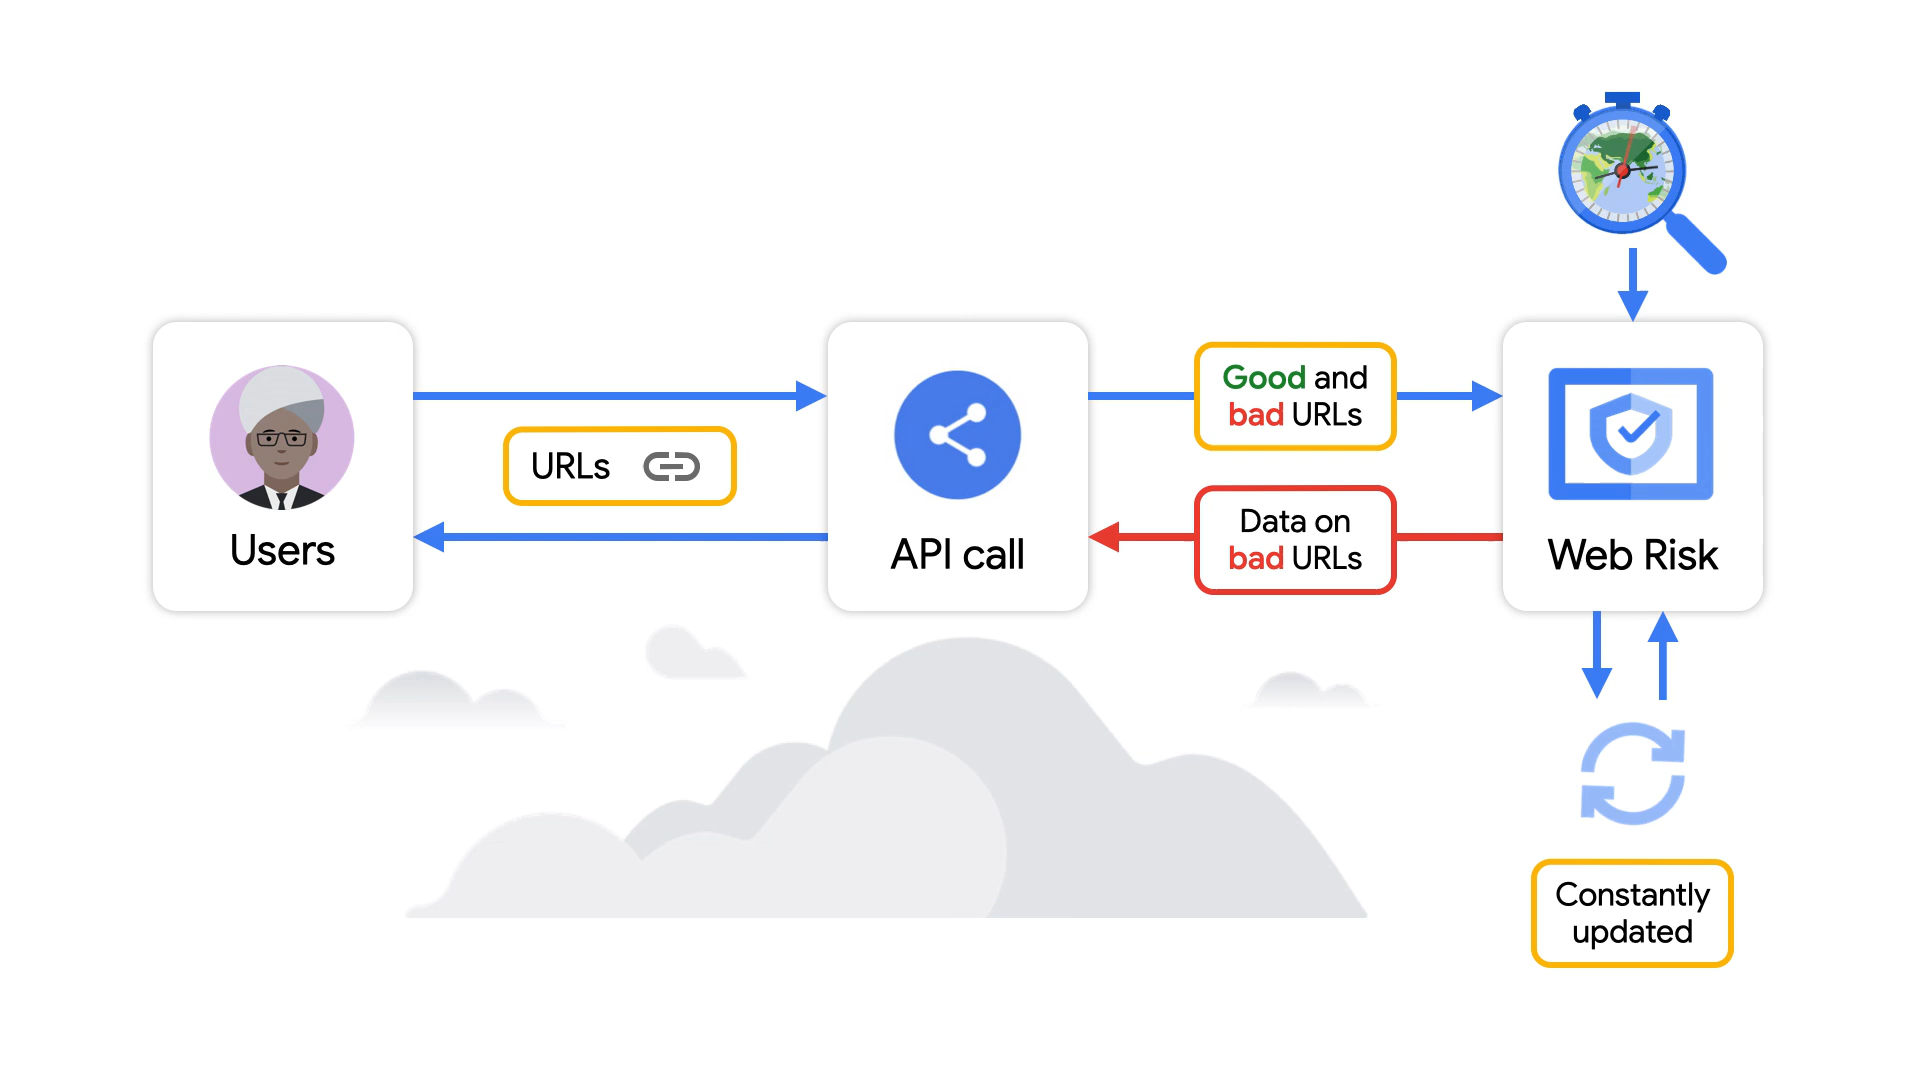 Users
URLs
API call
Good and
bad URLs
Data on
bad URLs
Web Risk
Constantly
updated